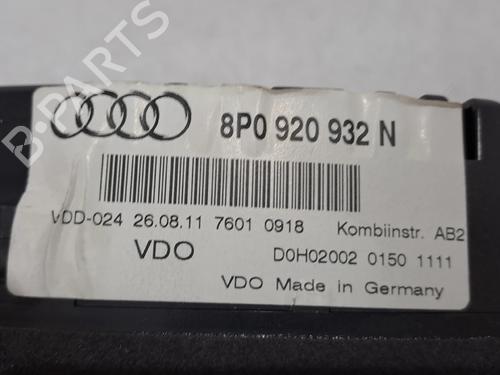 B-PARTS
8P0 920 932 N
VDD-024 26.08.11 7601 0918 Kombiinstr. AB2
VDO D0H02002 0150 1111
VDO Made in Germany